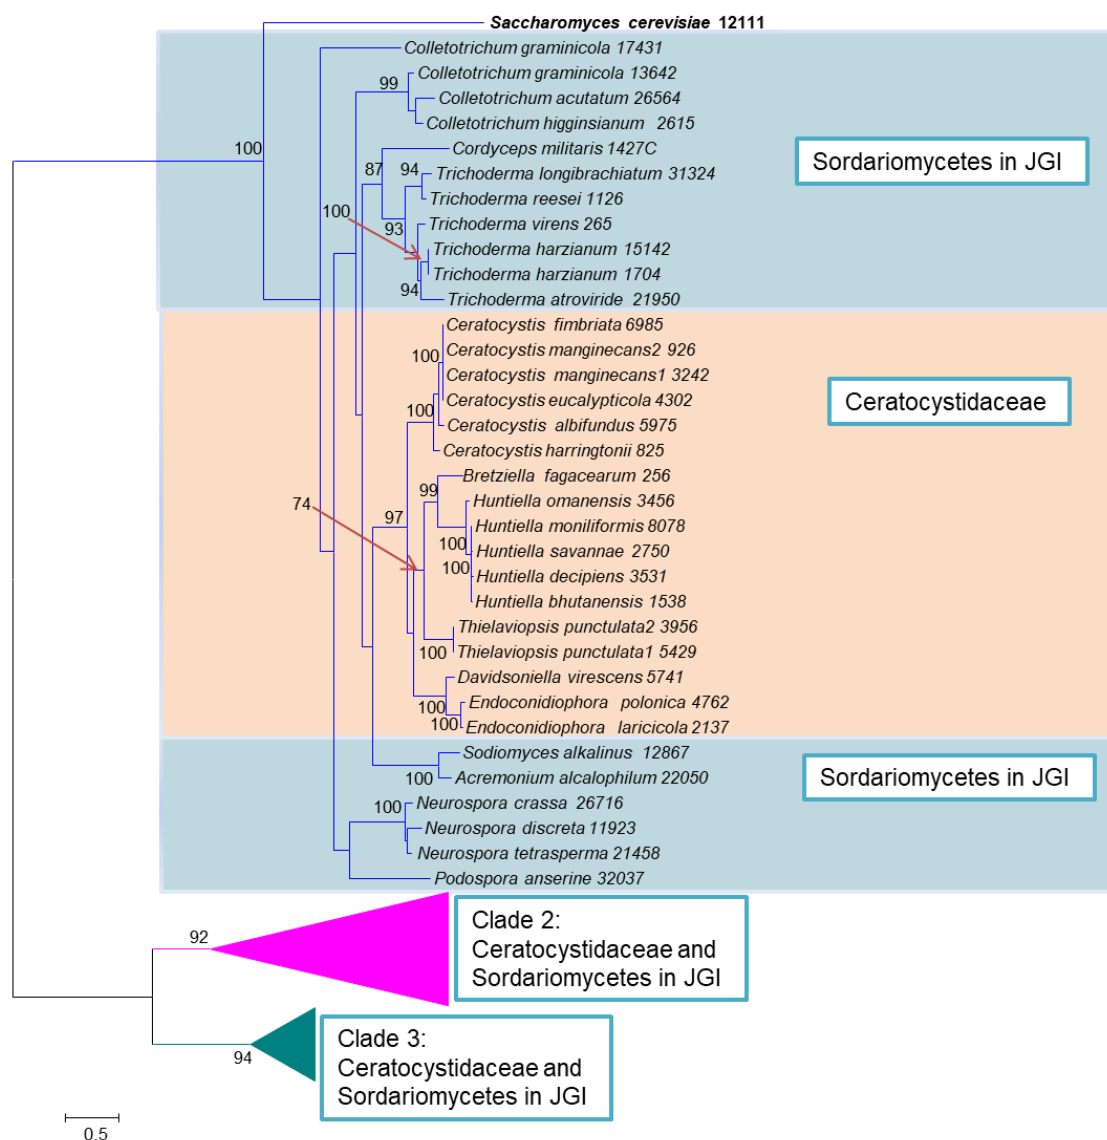 Saccharomyces cerevisiae 12111
Colletotrichum graminicola 17431
Colletotrichum graminicola 13642
99
Colletotrichum acutatum 26564
Colletotrichum higginsianum 2615
100
Cordyceps militaris 1427C
Sordariomycetes in JGI
87
94
Trichoderma longibrachiatum 31324
Trichoderma reesei 1126
100
93
Trichoderma virens 265
Trichoderma harzianum 15142
Trichoderma harzianum 1704
94
Trichoderma atroviride 21950
Ceratocystis fimbriata 6985
100
Ceratocystis manginecans2 926
Ceratocystis manginecans1 3242
Ceratocystidaceae
100
Ceratocystis eucalypticola 4302
Ceratocystis albifundus 5975
Ceratocystis harringtonii 825
Bretziella fagacearum 256
99
74
Huntiella omanensis 3456
97
Huntiella moniliformis 8078
100
Huntiella savannae 2750
100
Huntiella decipiens 3531
Huntiella bhutanensis 1538
Thielaviopsis punctulata2 3956
100
Thielaviopsis punctulata1 5429
Davidsoniella virescens 5741
100
Endoconidiophora polonica 4762
100
Endoconidiophora laricicola 2137
Sodiomyces alkalinus 12867
100
Acremonium alcalophilum 22050
Sordariomycetes in JGI
100
Neurospora crassa 26716
Neurospora discreta 11923
Neurospora tetrasperma 21458
Podospora anserine 32037
92
Clade 2:
Ceratocystidaceae and
Sordariomycetes in JGI
94
Clade 3:
Ceratocystidaceae and
Sordariomycetes in JGI
0.5